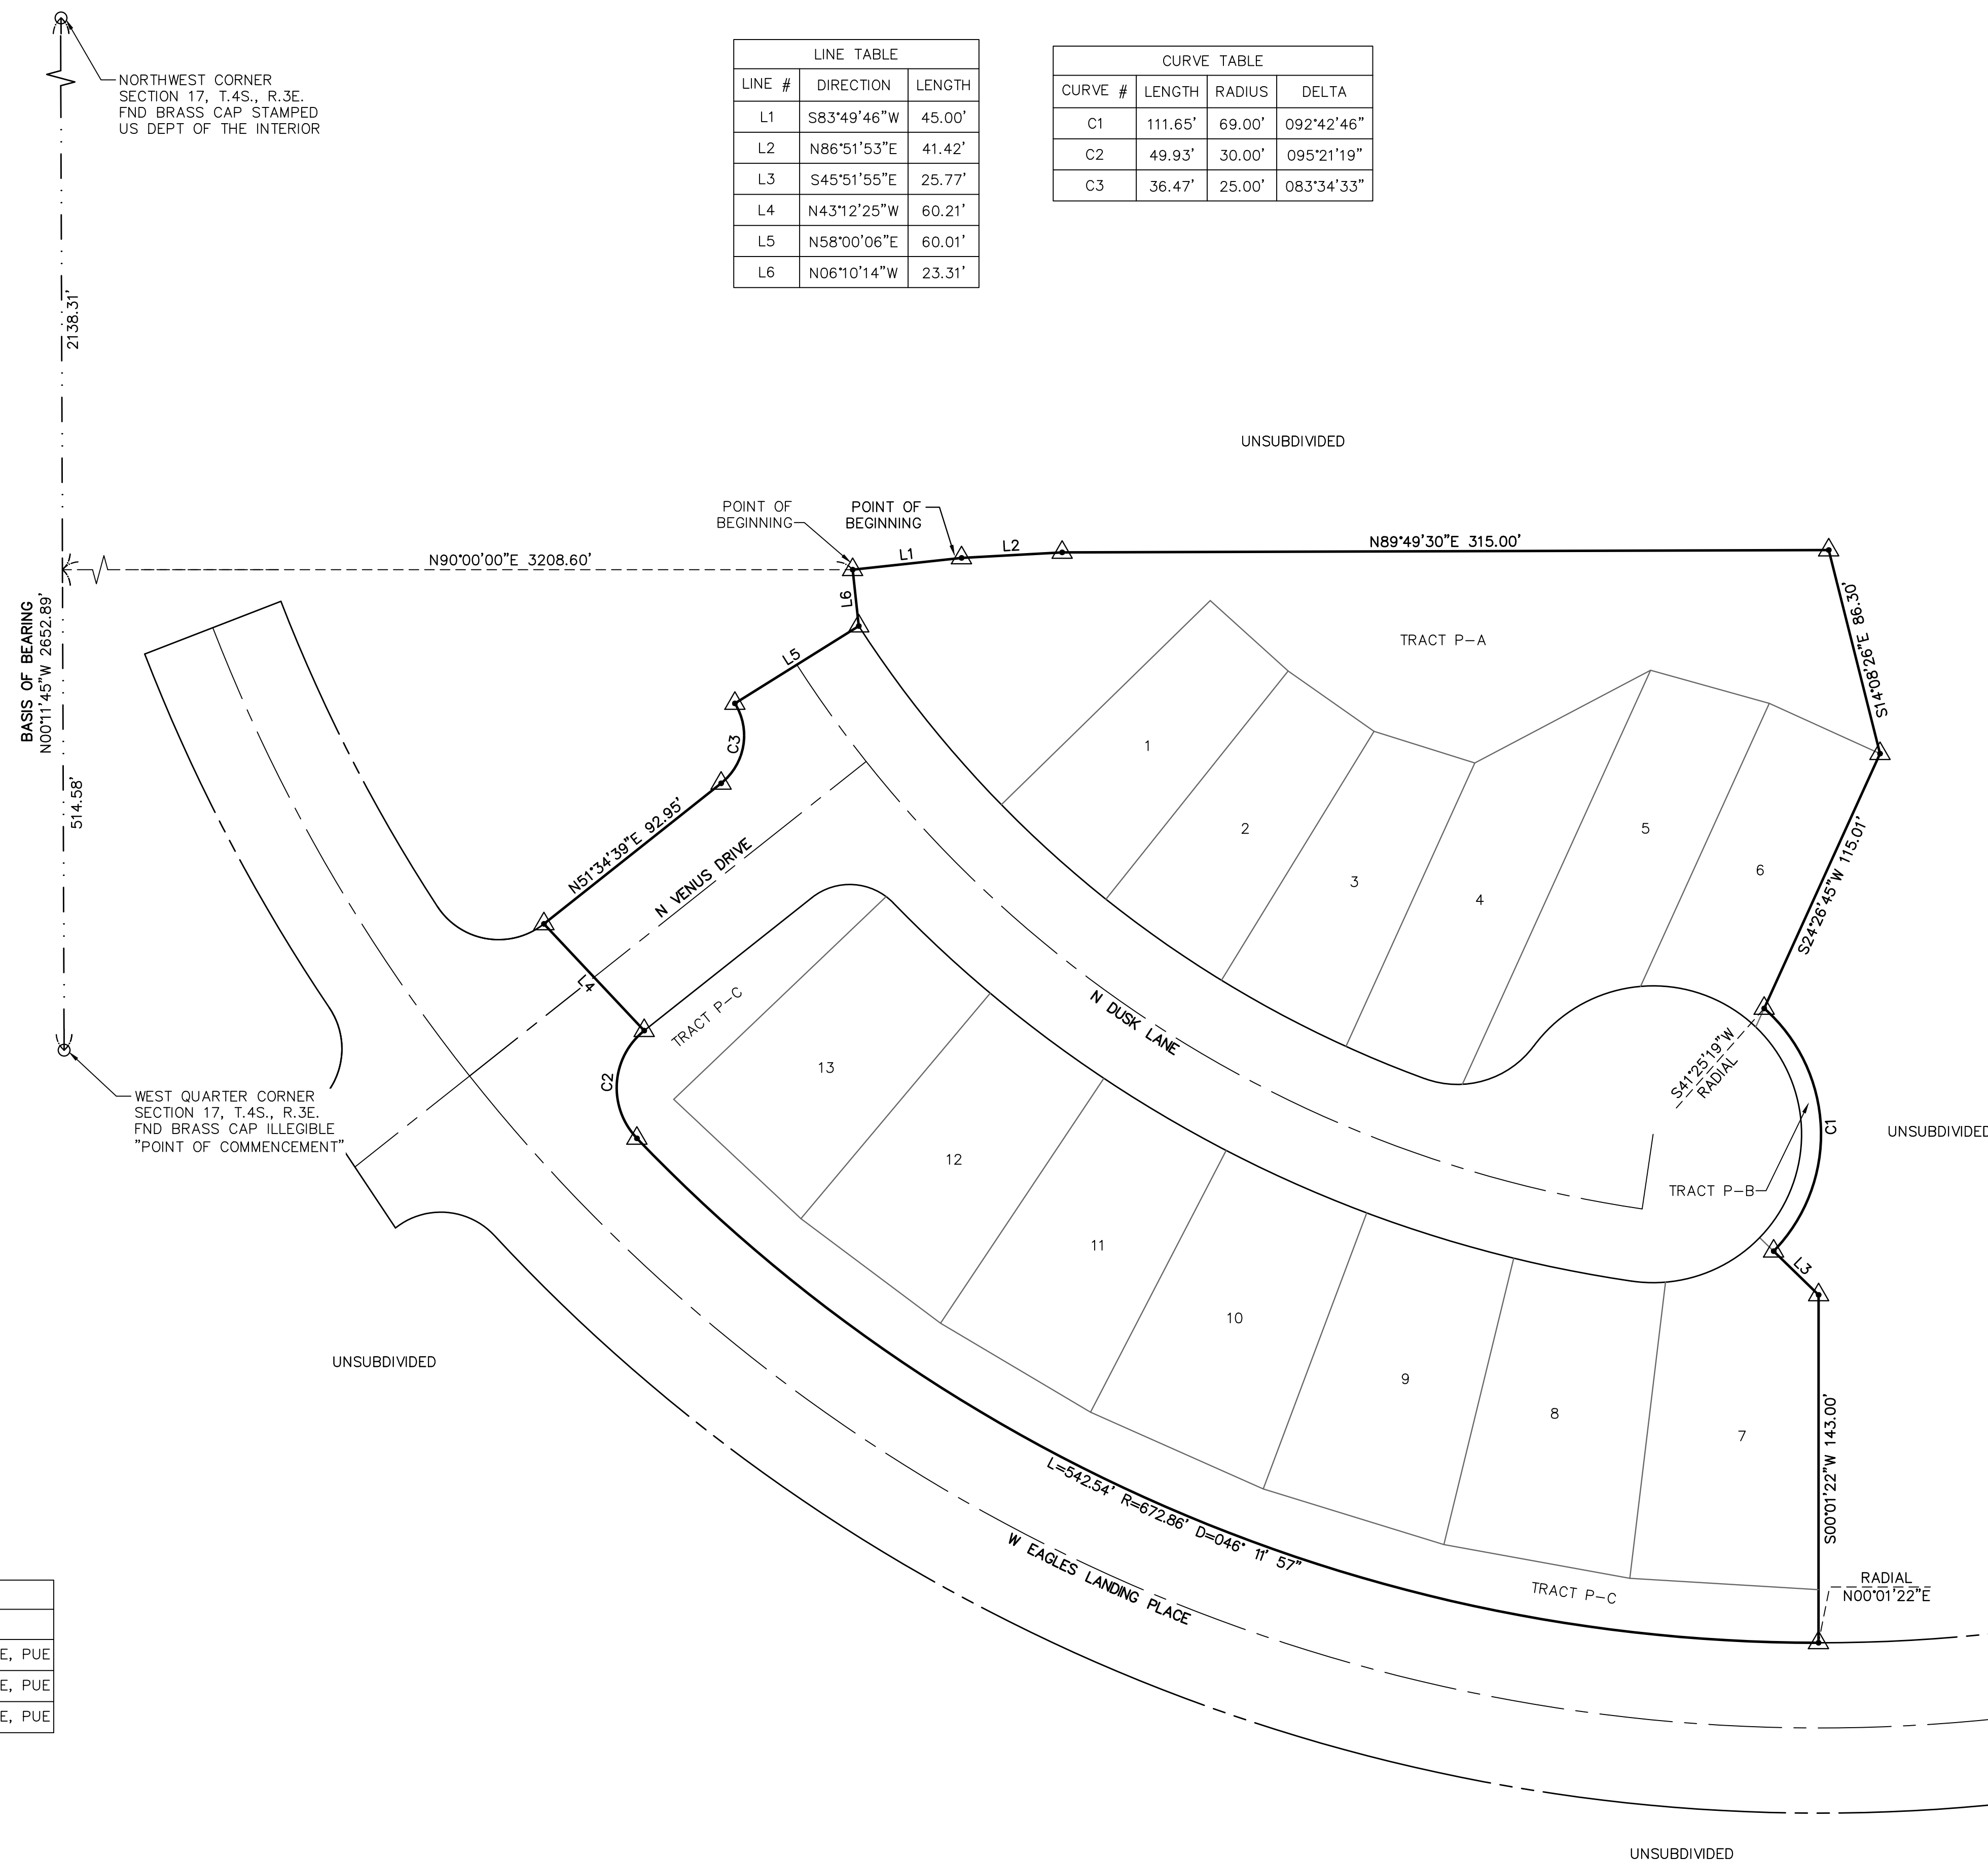 NORTHWEST CORNER
SECTION 17, T.4S., R.3E.
FND BRASS CAP STAMPED
US DEPT OF THE INTERIOR
LINE TABLE
LINE # DIRECTION LENGTH
L1 S83°49'46"W 45.00'
L2 N86°51'53"E 41.42'
L3 S45°51'55"E 25.77'
L4 N43°12'25"W 60.21'
L5 N58°00'06"E 60.01'
L6 N06°10'14"W 23.31'
CURVE TABLE
CURVE # LENGTH RADIUS DELTA
C1 111.65' 69.00' 092°42'46"
C2 49.93' 30.00' 095°21'19"
C3 36.47' 25.00' 083°34'33"
2138.31'
UNSUBDIVIDED
POINT OF
BEGINNING
POINT OF
BEGINNING
L1
L2
N89°49'30"E 315.00'
N90°00'00"E 3208.60'
L6
BASIS OF BEARING
N00°11'45"W 2652.89'
S14°08'26"E 86.30'
TRACT P-A
L5
C3
1
2
3
4
5
6
514.58'
N51°34'39"E 92.95'
N VENUS DRIVE
S24°26'45"W 115.01'
L4
TRACT P-C
N DUSK LANE
S41°25'19"W
RADIAL
C2
13
12
11
10
9
8
7
WEST QUARTER CORNER
SECTION 17, T.4S., R.3E.
FND BRASS CAP ILLEGIBLE
"POINT OF COMMENCEMENT"
C1
UNSUBDIVIDED
TRACT P-B
L3
UNSUBDIVIDED
S00°01'22"W 143.00'
L=542.54' R=672.86' D=046° 11' 57"
W EAGLES LANDING PLACE
TRACT P-C
RADIAL
N00°01'22"E
E, PUE
E, PUE
E, PUE
UNSUBDIVIDED